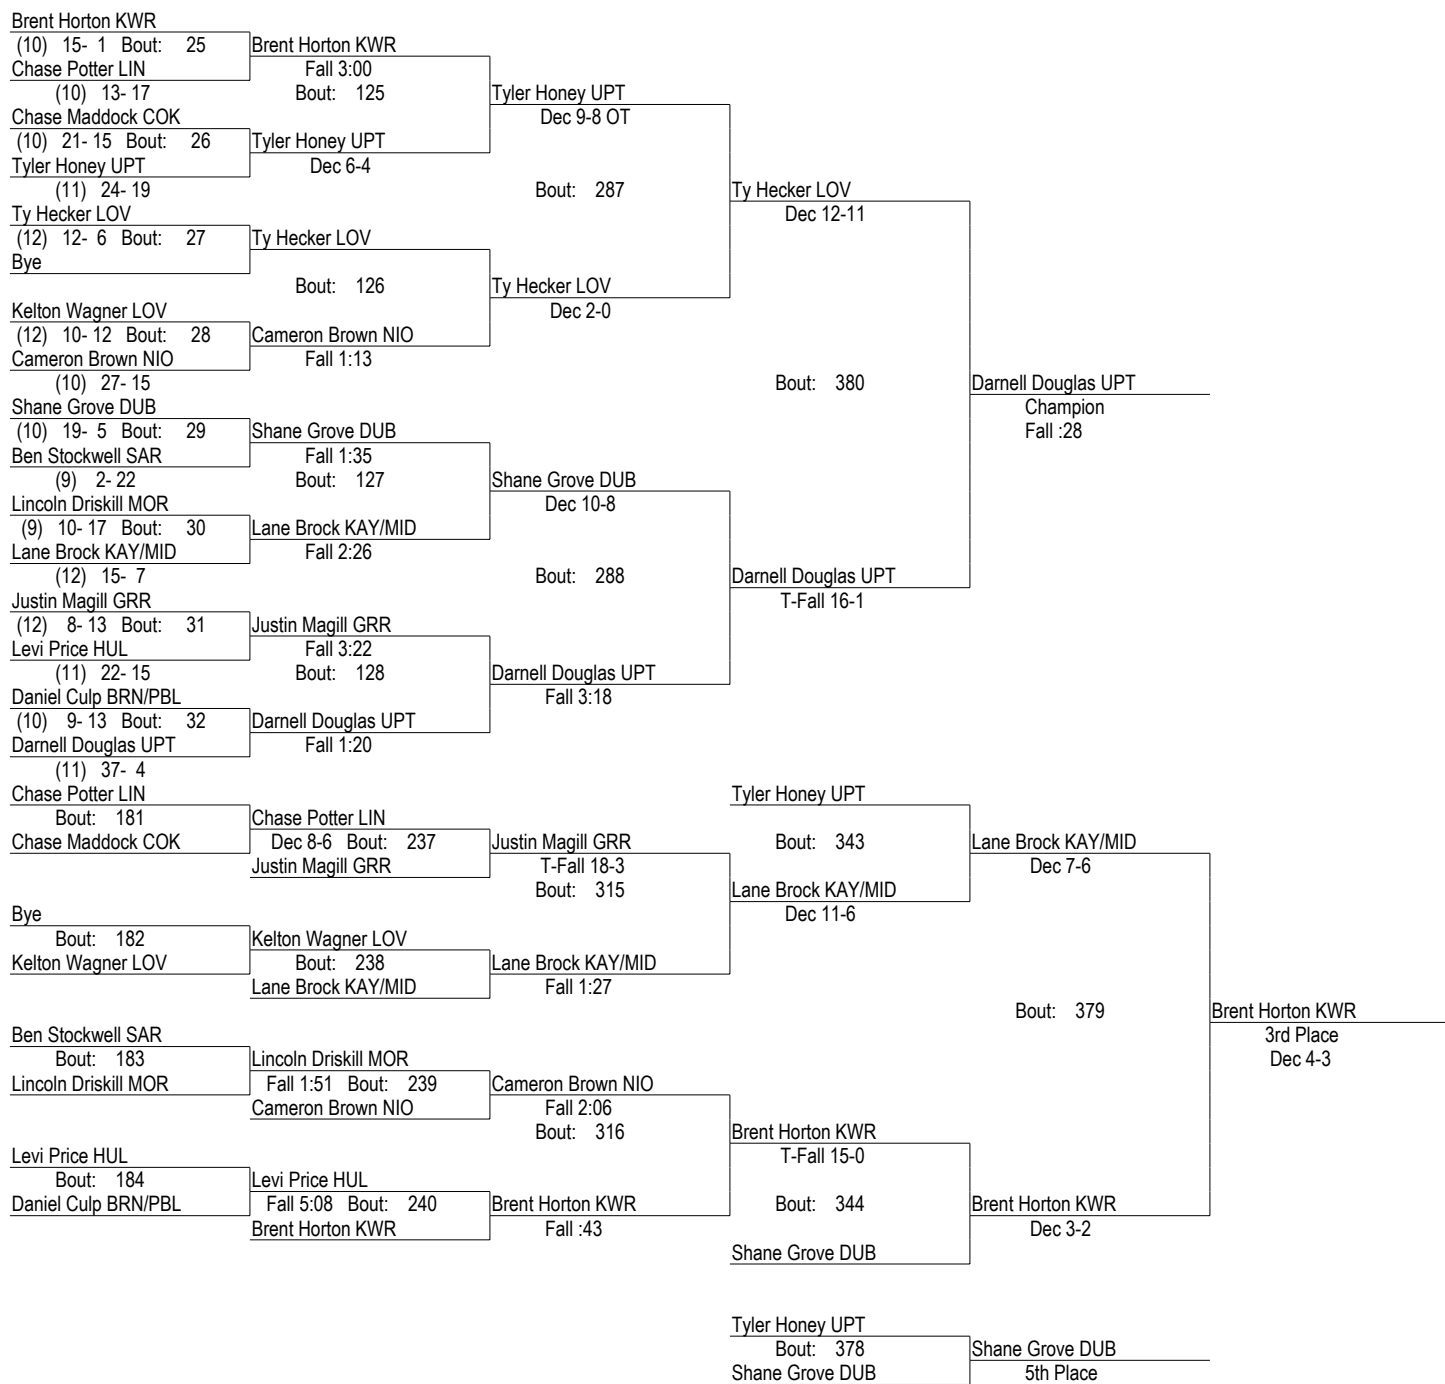 Brent Horton KWR
(10) 15- 1 Bout: 25 Brent Horton KWR
Chase Potter LIN Fall 3:00
(10) 13- 17 Bout: 125 Tyler Honey UPT
Chase Maddock COK Dec 9-8 OT
(10) 21- 15 Bout: 26 Tyler Honey UPT
Tyler Honey UPT Dec 6-4
(11) 24- 19 Bout: 287 Ty Hecker LOV
Ty Hecker LOV Dec 12-11
(12) 12- 6 Bout: 27 Ty Hecker LOV
Bye
Bout: 126 Ty Hecker LOV
Kelton Wagner LOV Dec 2-0
(12) 10- 12 Bout: 28 Cameron Brown NIO
Cameron Brown NIO Fall 1:13
(10) 27- 15 Bout: 380 Darnell Douglas UPT
Shane Grove DUB Champion
(10) 19- 5 Bout: 29 Shane Grove DUB Fall :28
Ben Stockwell SAR Fall 1:35
(9) 2- 22 Bout: 127 Shane Grove DUB
Lincoln Driskill MOR Dec 10-8
(9) 10- 17 Bout: 30 Lane Brock KAY/MID
Lane Brock KAY/MID Fall 2:26
(12) 15- 7 Bout: 288 Darnell Douglas UPT
Justin Magill GRR T-Fall 16-1
(12) 8- 13 Bout: 31 Justin Magill GRR
Levi Price HUL Fall 3:22
(11) 22- 15 Bout: 128 Darnell Douglas UPT
Daniel Culp BRN/PBL Fall 3:18
(10) 9- 13 Bout: 32 Darnell Douglas UPT
Darnell Douglas UPT Fall 1:20
(11) 37- 4
Chase Potter LIN Tyler Honey UPT
Bout: 181 Chase Potter LIN
Chase Maddock COK Dec 8-6 Bout: 237 Justin Magill GRR Bout: 343 Lane Brock KAY/MID
Justin Magill GRR T-Fall 18-3 Dec 7-6
Bout: 315 Lane Brock KAY/MID
Bye Dec 11-6
Bout: 182 Kelton Wagner LOV
Kelton Wagner LOV Bout: 238 Lane Brock KAY/MID
Lane Brock KAY/MID Fall 1:27
Bout: 379 Brent Horton KWR
Ben Stockwell SAR 3rd Place
Bout: 183 Lincoln Driskill MOR Dec 4-3
Lincoln Driskill MOR Fall 1:51 Bout: 239 Cameron Brown NIO
Cameron Brown NIO Fall 2:06
Bout: 316 Brent Horton KWR
Levi Price HUL T-Fall 15-0
Bout: 184 Levi Price HUL
Daniel Culp BRN/PBL Fall 5:08 Bout: 240 Brent Horton KWR Bout: 344 Brent Horton KWR
Brent Horton KWR Fall :43 Dec 3-2
Shane Grove DUB
Tyler Honey UPT
Bout: 378 Shane Grove DUB
Shane Grove DUB 5th Place